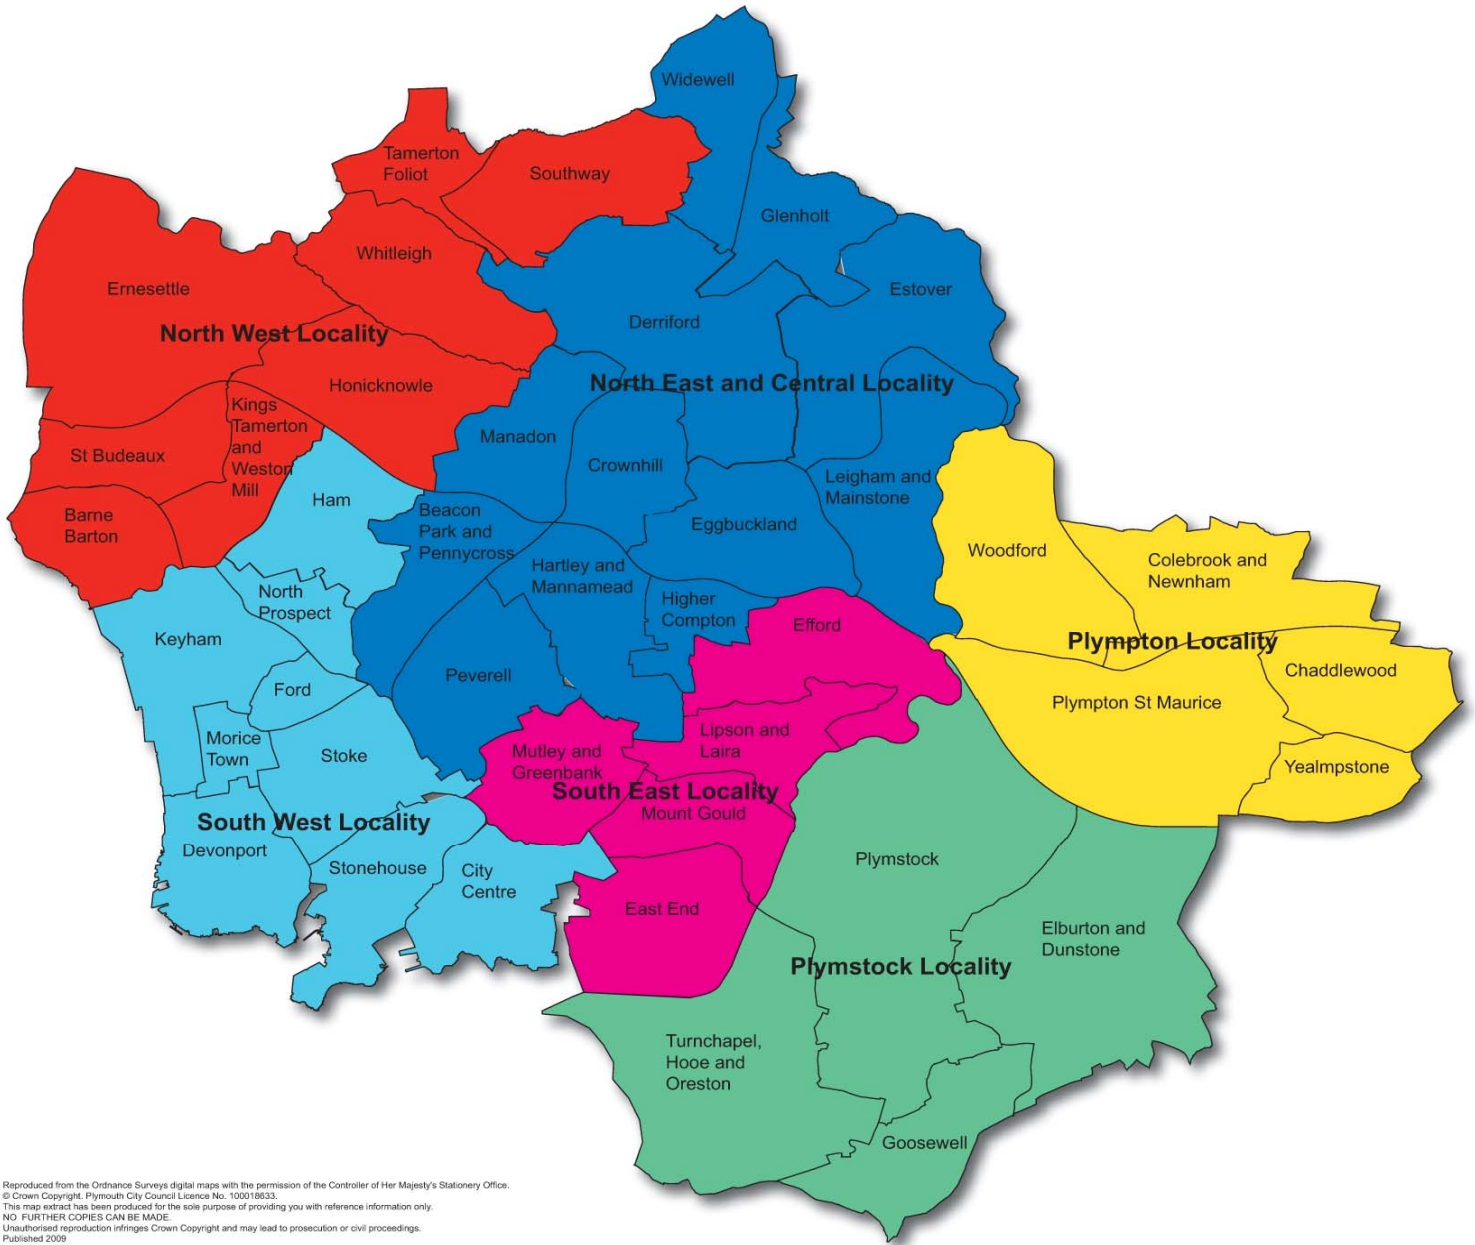 Widewell
Tamerton
Foliot
Southway
Glenholt
Whitleigh
Ernesettle
Estover
Derriford
North West Locality
Honicknowle
North East and Central Locality
Kings
Tamerton
and
Weston
Mill
St Budeaux
Manadon
Crownhill
Leigham and
Mainstone
Ham
Barne
Barton
Beacon
Park and
Pennycross
Eggbuckland
Woodford
Colebrook and
Newnham
Hartley and
Mannamead
North
Prospect
Higher
Compton
Keyham
Efford
Plympton Locality
Peverell
Chaddlewood
Ford
Plympton St Maurice
Morice
Town
Stoke
Mutley and
Greenbank
Lipson and
Laira
Yealmpstone
South East Locality
Mount Gould
South West Locality
Devonport
Stonehouse
City
Centre
Plymstock
East End
Elburton and
Dunstone
Plymstock Locality
Turnchapel,
Hooe and
Oreston
Goosewell
Reproduced from the Ordnance Surveys digital maps with the permission of the Controller of Her Majesty's Stationery Office.
© Crown Copyright. Plymouth City Council Licence No. 100018633.
This map extract has been produced for the sole purpose of providing you with reference information only.
NO FURTHER COPIES CAN BE MADE.
Unauthorised reproduction infringes Crown Copyright and may lead to prosecution or civil proceedings.
Published 2009